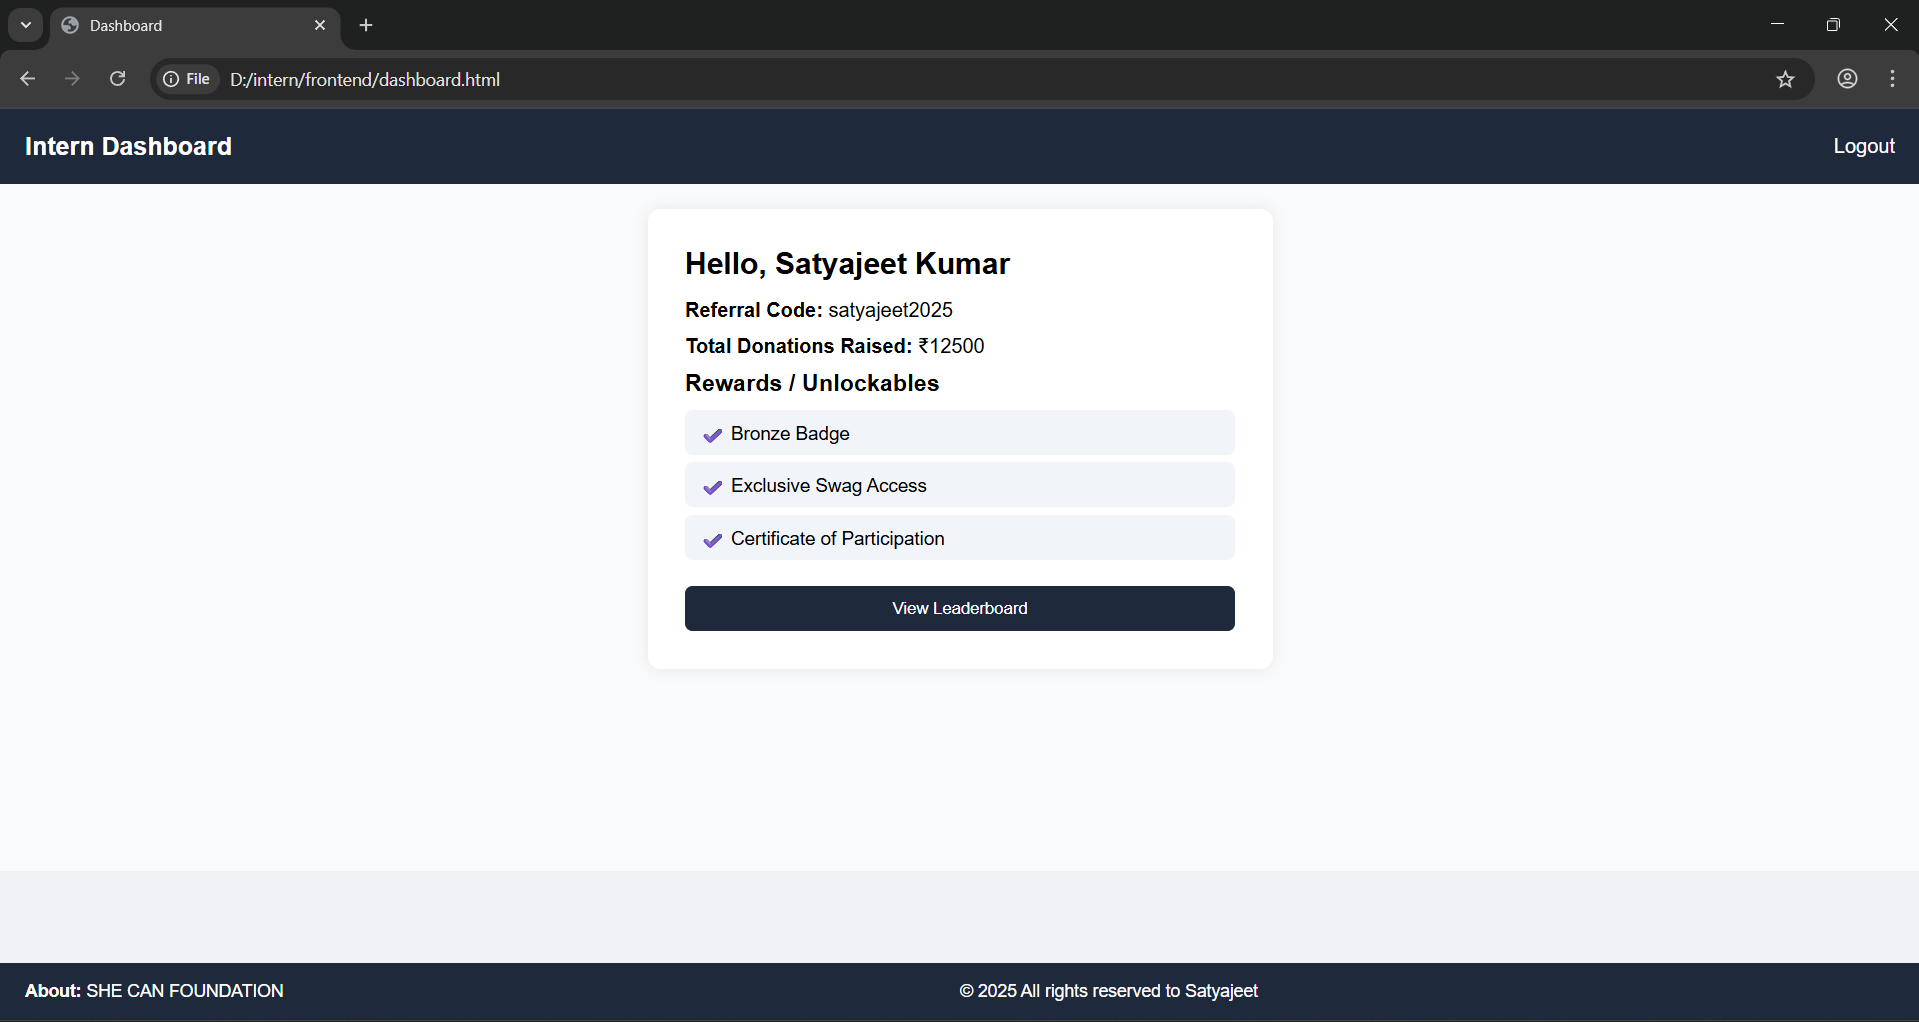 Dashboard
File D:/intern/frontend/dashboard.html
Intern Dashboard
Logout
Hello, Satyajeet Kumar
Referral Code: satyajeet2025
Total Donations Raised: ₹12500
Rewards / Unlockables
✔ Bronze Badge
✔ Exclusive Swag Access
✔ Certificate of Participation
View Leaderboard
About: SHE CAN FOUNDATION
© 2025 All rights reserved to Satyajeet